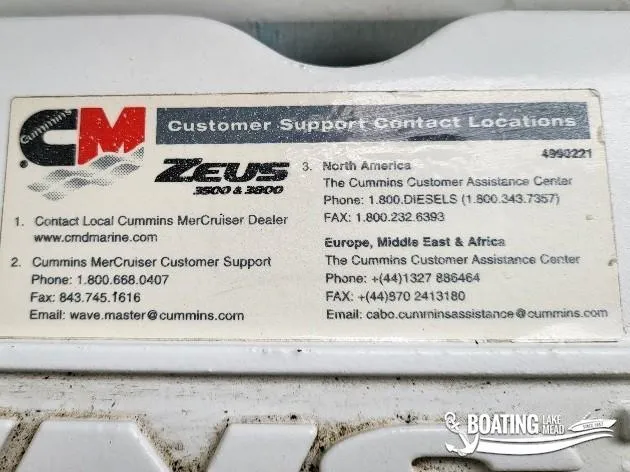 Cummins
CM
Customer Support Contact Locations
4990221
ZEUS
3500 & 3800
1. Contact Local Cummins MerCruiser Dealer
www.cmdmarine.com
2. Cummins MerCruiser Customer Support
Phone: 1.800.668.0407
Fax: 843.745.1616
Email: wave.master@cummins.com
3. North America
The Cummins Customer Assistance Center
Phone: 1.800.DIESELS (1.800.343.7357)
FAX: 1.800.232.6393
Europe, Middle East & Africa
The Cummins Customer Assistance Center
Phone: +(44)1327 886464
FAX: +(44)870 2413180
Email: cabo.cumminsassistance@cummins.com
BOATING LAKE MEAD